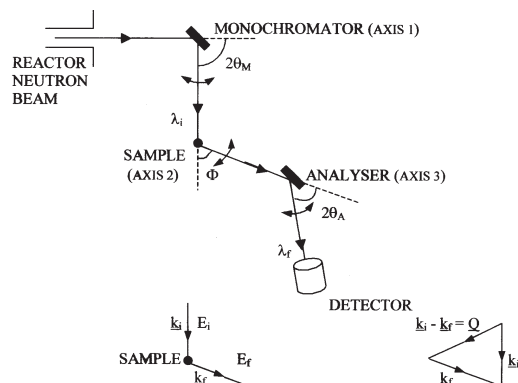 MONOCHROMATOR (AXIS 1)
REACTOR
NEUTRON
BEAM
2θM
λi
SAMPLE
(AXIS 2)
Φ
ANALYSER (AXIS 3)
2θA
λf
DETECTOR
ki Ei
SAMPLE
Ef
kf
ki - kf = Q
ki
kf